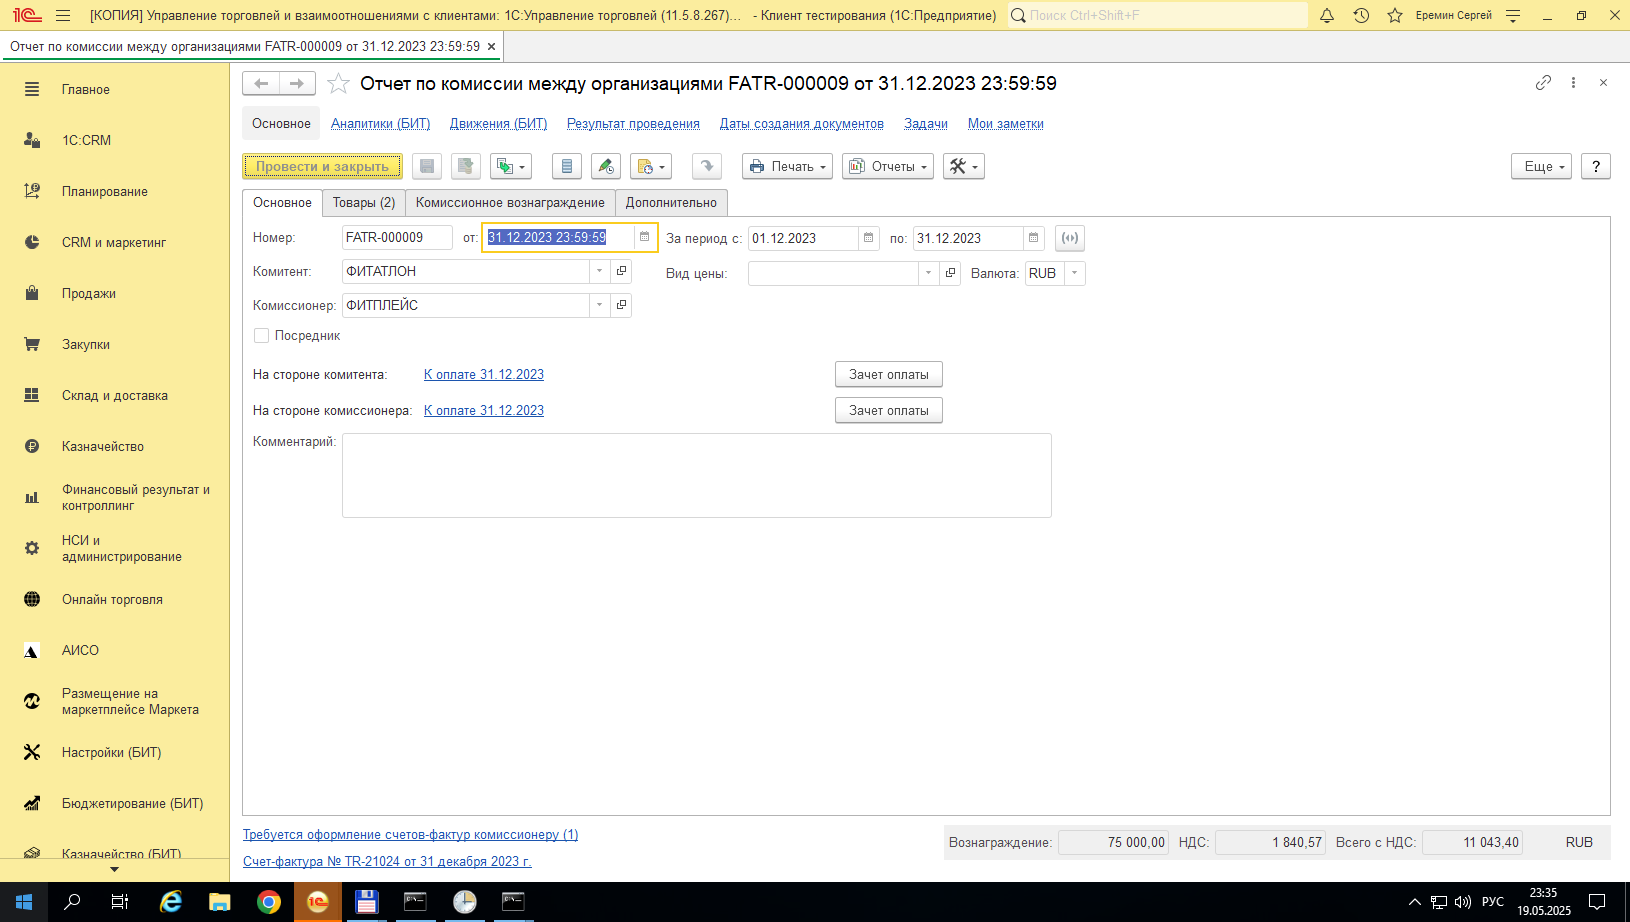 [КОПИЯ] Управление торговлей и взаимоотношениями с клиентами: 1С:Управление торговлей (11.5.8.267)... - Клиент тестирования (1С:Предприятие)
Поиск Ctrl+Shift+F
Еремин Сергей
Отчет по комиссии между организациями FATR-000009 от 31.12.2023 23:59:59
Главное
1С:CRM
Планирование
CRM и маркетинг
Продажи
Закупки
Склад и доставка
Казначейство
Финансовый результат и
контроллинг
НСИ и
администрирование
Онлайн торговля
АИСО
Размещение на
маркетплейсе Маркета
Настройки (БИТ)
Бюджетирование (БИТ)
Казначейство (БИТ)
Отчет по комиссии между организациями FATR-000009 от 31.12.2023 23:59:59
Основное Аналитики (БИТ) Движения (БИТ) Результат проведения Даты создания документов Задачи Мои заметки
Провести и закрыть Печать Отчеты Еще ?
Основное Товары (2) Комиссионное вознаграждение Дополнительно
Номер: FATR-000009 от: 31.12.2023 23:59:59 За период с: 01.12.2023 по: 31.12.2023
Комитент: ФИТАТЛОН Вид цены: Валюта: RUB
Комиссионер: ФИТПЛЕЙС
Посредник
На стороне комитента: К оплате 31.12.2023 Зачет оплаты
На стороне комиссионера: К оплате 31.12.2023 Зачет оплаты
Комментарий:
Требуется оформление счетов-фактур комиссионеру (1)
Счет-фактура № TR-21024 от 31 декабря 2023 г.
Вознаграждение: 75 000,00 НДС: 1 840,57 Всего с НДС: 11 043,40 RUB
РУС
23:35
19.05.2025